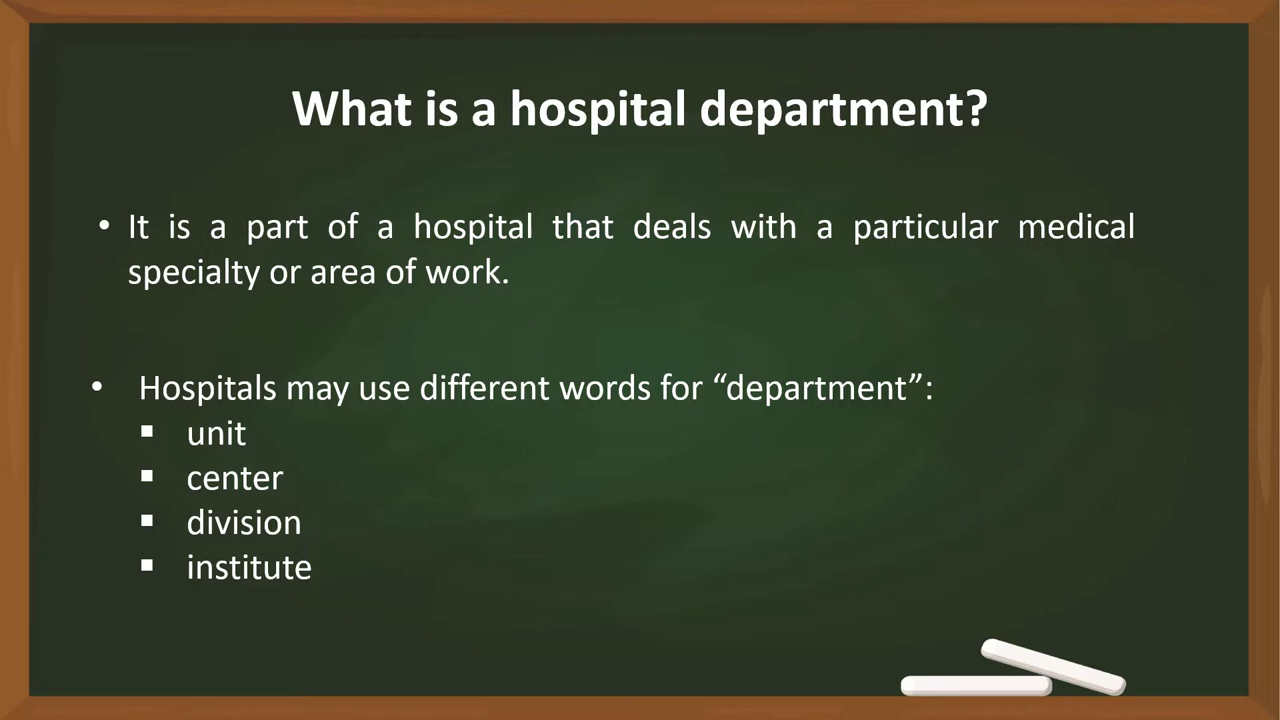 What is a hospital department?
• It is a part of a hospital that deals with a particular medical
specialty or area of work.
• Hospitals may use different words for “department”:
▪ unit
▪ center
▪ division
▪ institute